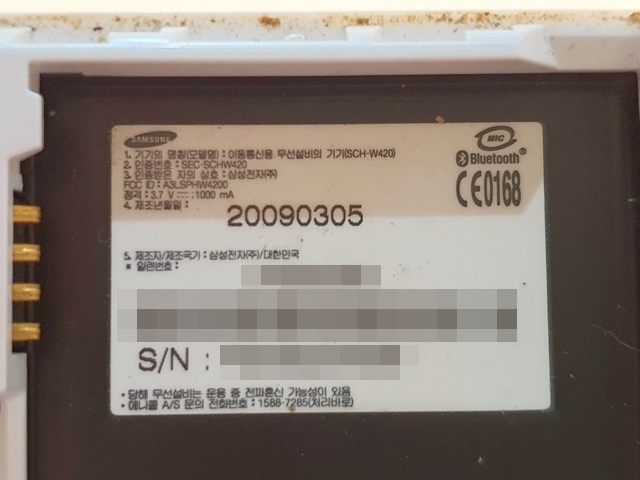 SAMSUNG
1. 기기의 명칭(모델명) : 이동통신용 무선설비의 기기(SCH-W420)
2. 인증번호 : SEC-SCHW420
3. 인증받은 자의 상호 : 삼성전자(주)
FCC ID : A3LSPHW4200
정격 : 3.7 V ⎓ : 1000 mA
4. 제조년월일 :
20090305
MIC
Bluetooth®
CE0168
5. 제조자/제조국가 : 삼성전자(주)/대한민국
* 일련번호 :
S/N :
• 당해 무선설비는 운용 중 전파혼신 가능성이 있음
• 애니콜 A/S 문의 전화번호 : 1588-7285(처리바로)